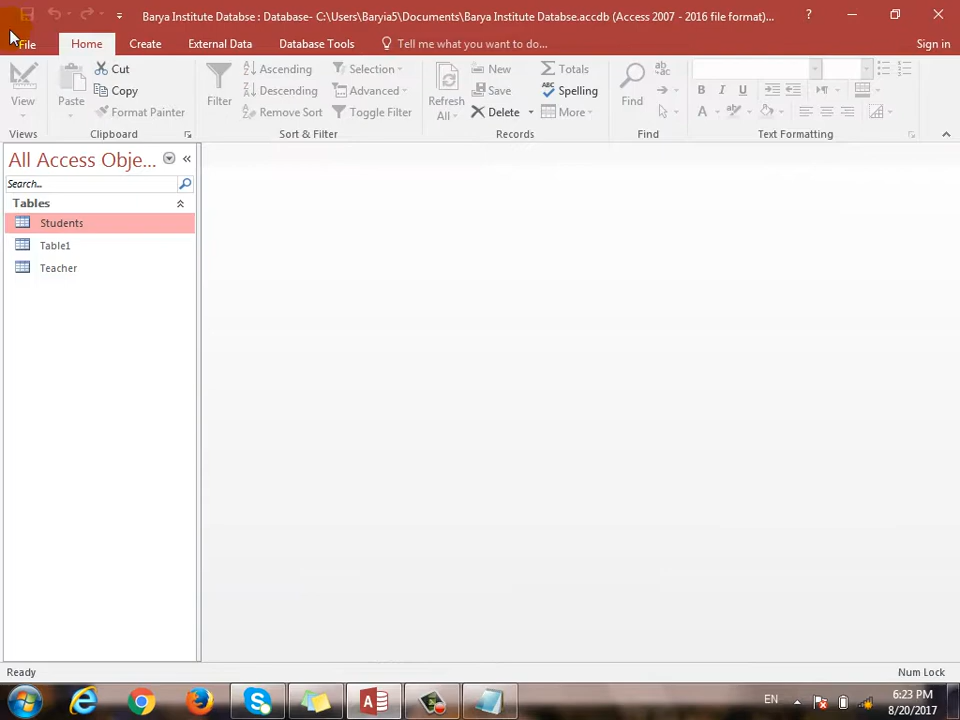 Barya Institute Databse : Database- C:\Users\Baryia5\Documents\Barya Institute Databse.accdb (Access 2007 - 2016 file format)...
?
File Home Create External Data Database Tools Tell me what you want to do... Sign in
View
Views
Paste
Cut
Copy
Format Painter
Clipboard
Filter
Ascending
Descending
Remove Sort
Selection
Advanced
Toggle Filter
Sort & Filter
Refresh
All
New
Save
Delete
Totals
Spelling
More
Records
Find
Find
B I U
A
Text Formatting
All Access Obje...
Search...
Tables
Students
Table1
Teacher
Ready
Num Lock
EN
6:23 PM
8/20/2017